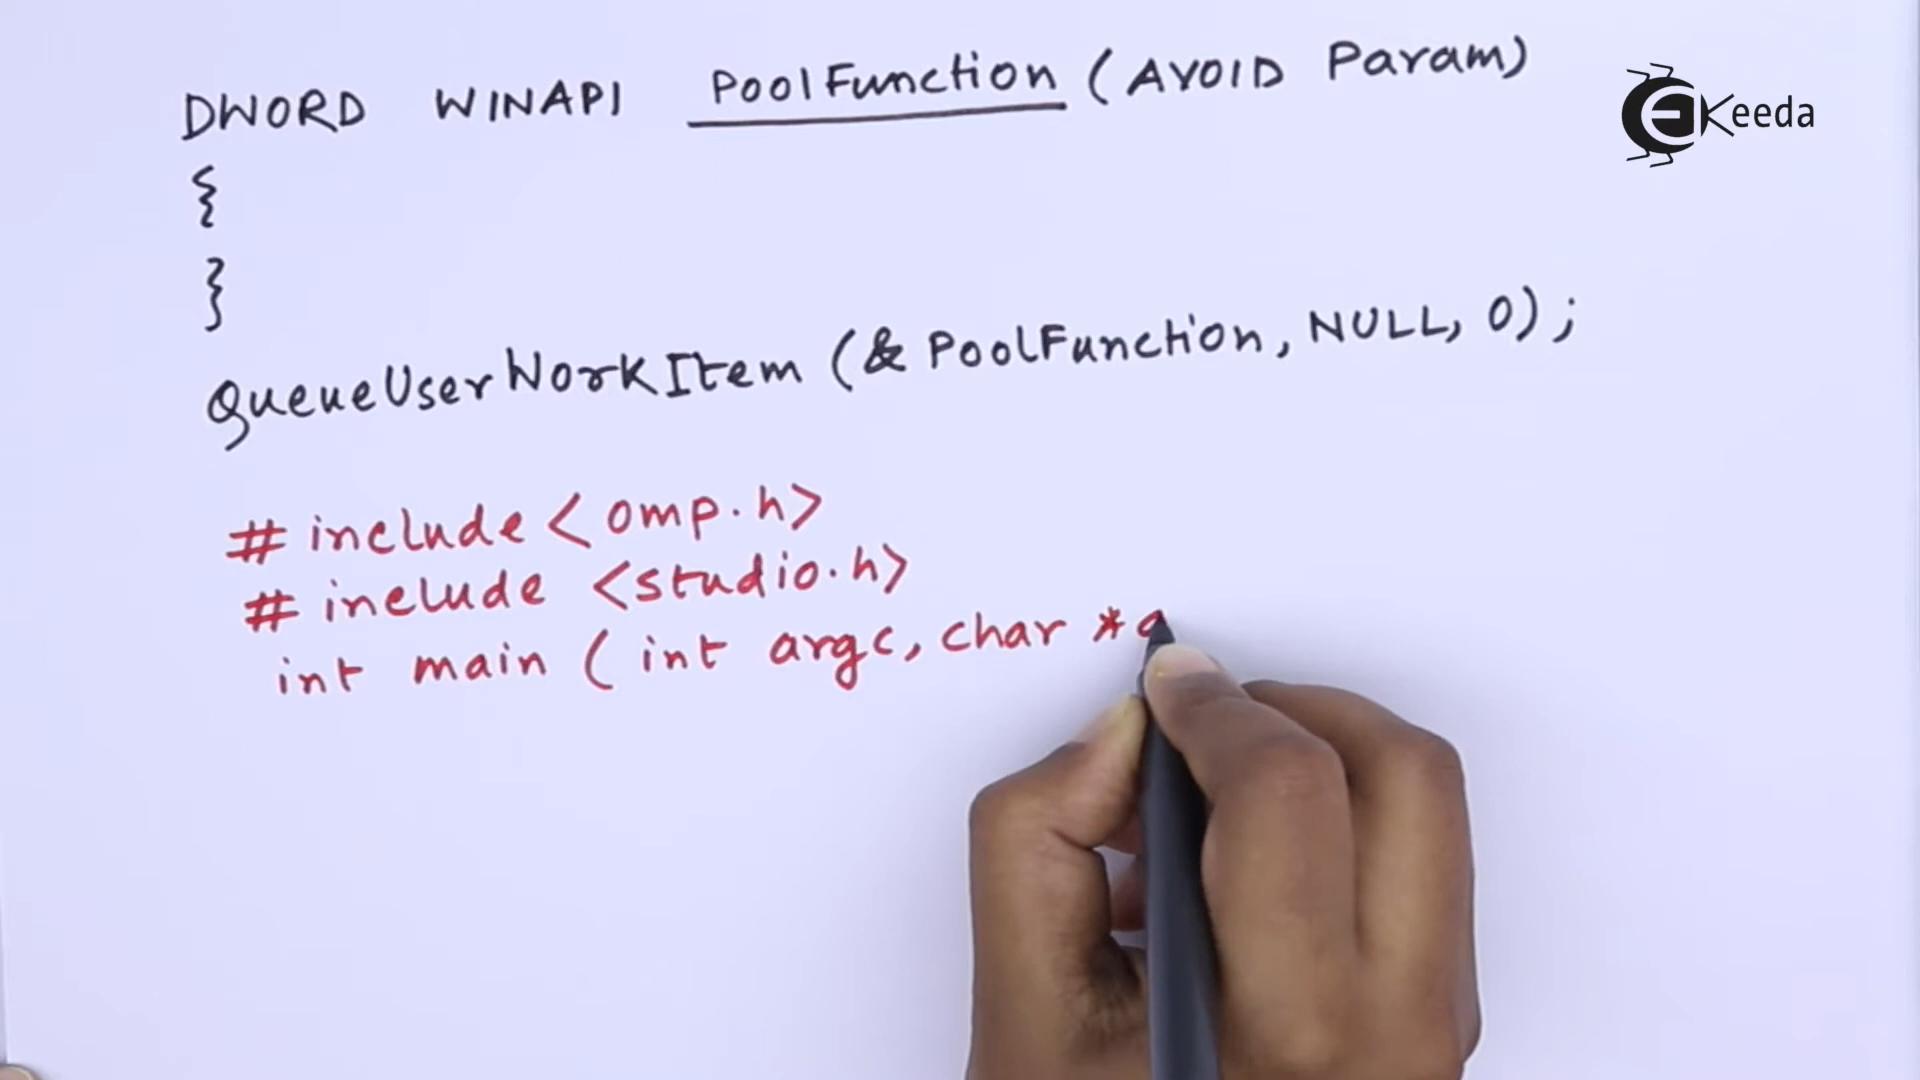 DWORD WINAPI PoolFunction (AVOID Param)
EKeeda
{
}
QueueUserWorkItem (& PoolFunction, NULL, 0);
# include < omp.h>
# include <studio.h>
int main ( int argc, char *a